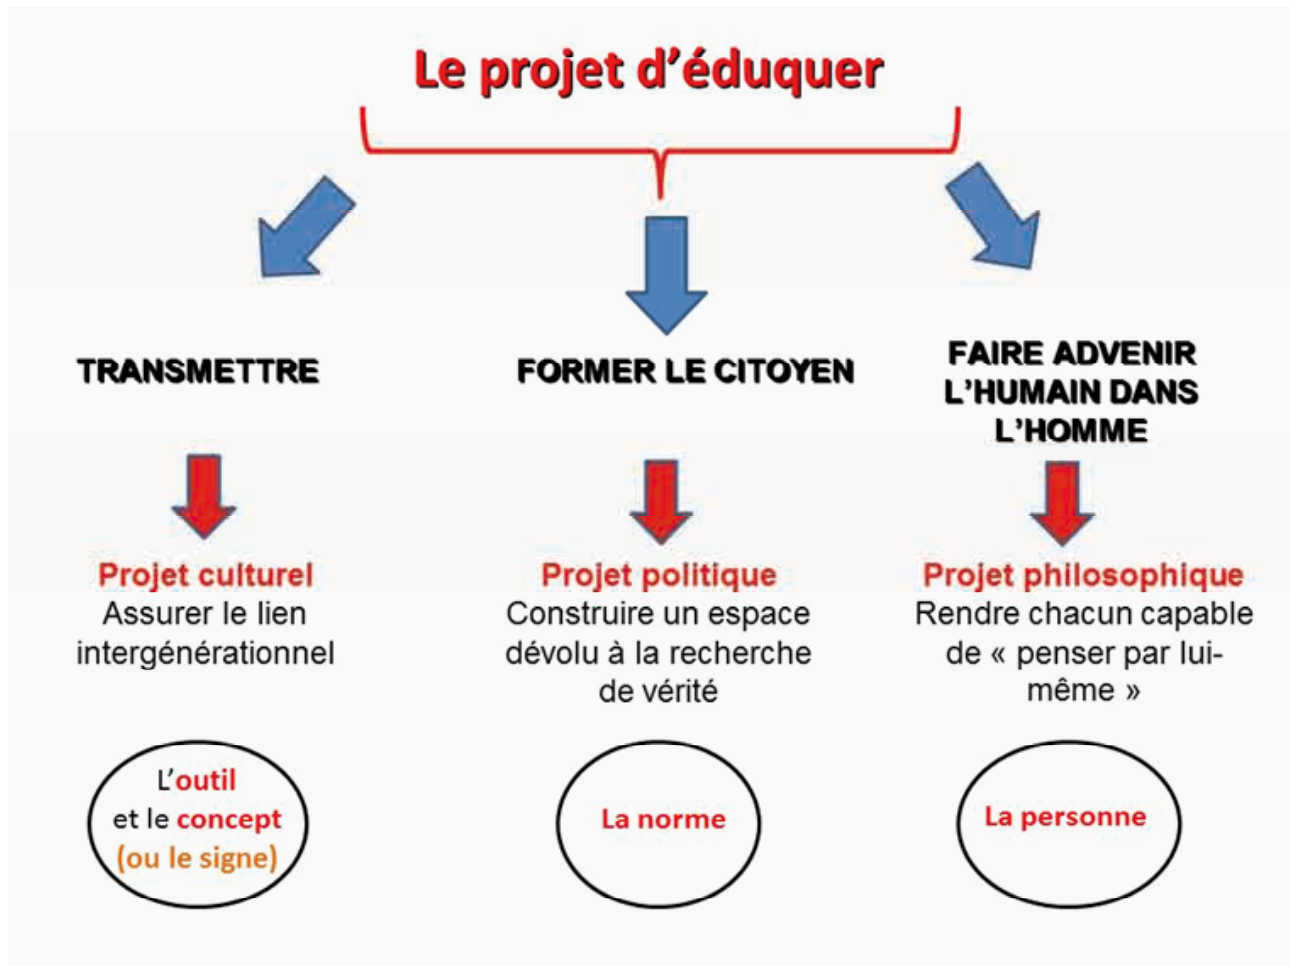 Le projet d'éduquer
TRANSMETTRE
FORMER LE CITOYEN
FAIRE ADVENIR
L'HUMAIN DANS
L'HOMME
Projet culturel
Assurer le lien
intergénérationnel
Projet politique
Construire un espace
dévolu à la recherche
de vérité
Projet philosophique
Rendre chacun capable
de « penser par lui-
même »
L'outil
et le concept
(ou le signe)
La norme
La personne